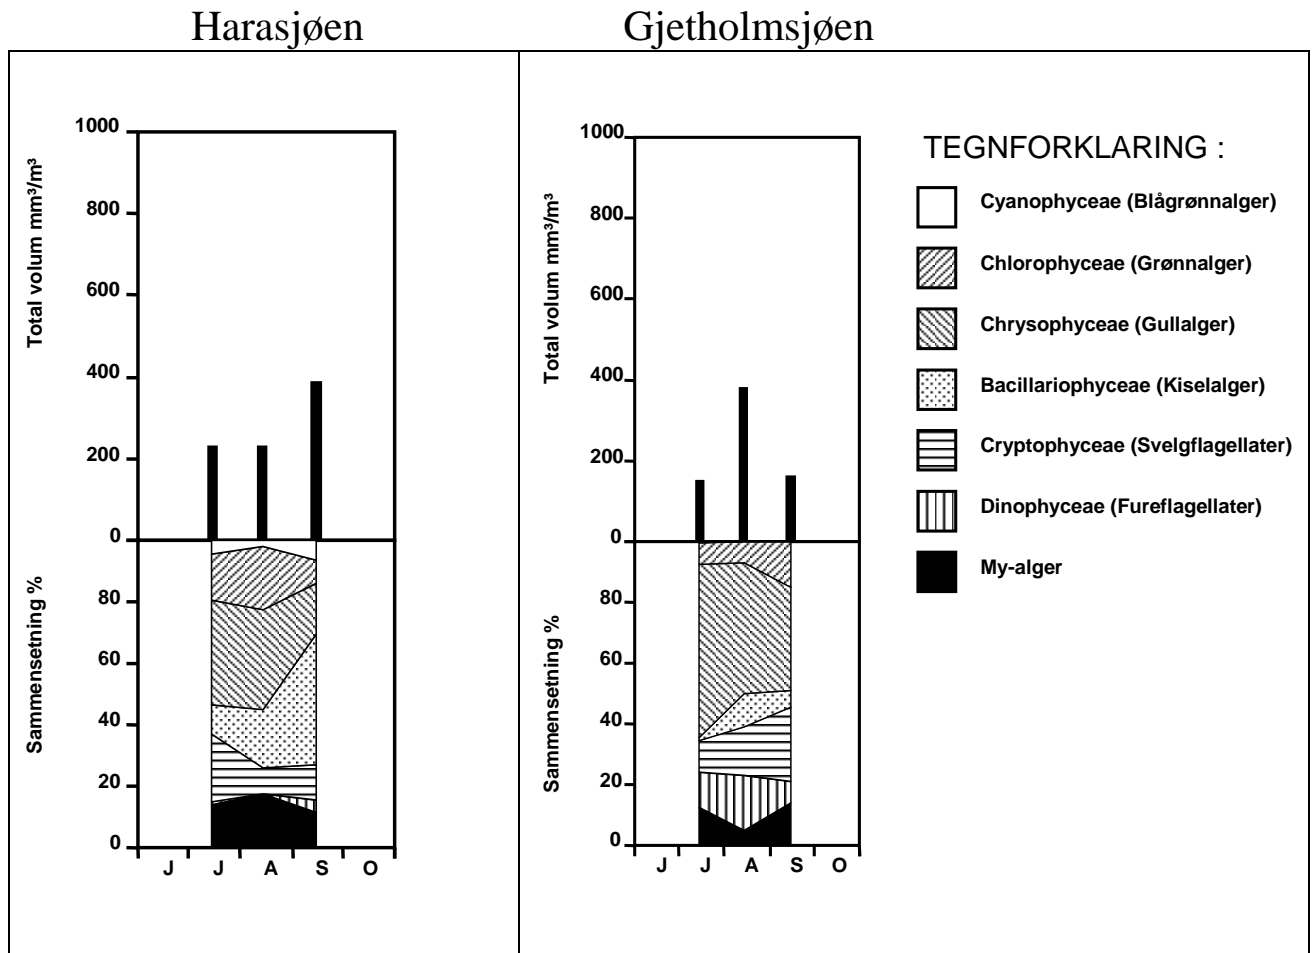 Harasjøen
Gjetholmsjøen
Total volum mm³/m³
1000
800
600
400
200
0
Sammensetning %
80
60
40
20
0
J J A S O
Total volum mm³/m³
1000
800
600
400
200
0
Sammensetning %
80
60
40
20
0
J J A S O
TEGNFORKLARING :
Cyanophyceae (Blågrønnalger)
Chlorophyceae (Grønnalger)
Chrysophyceae (Gullalger)
Bacillariophyceae (Kiselalger)
Cryptophyceae (Svelgflagellater)
Dinophyceae (Fureflagellater)
My-alger